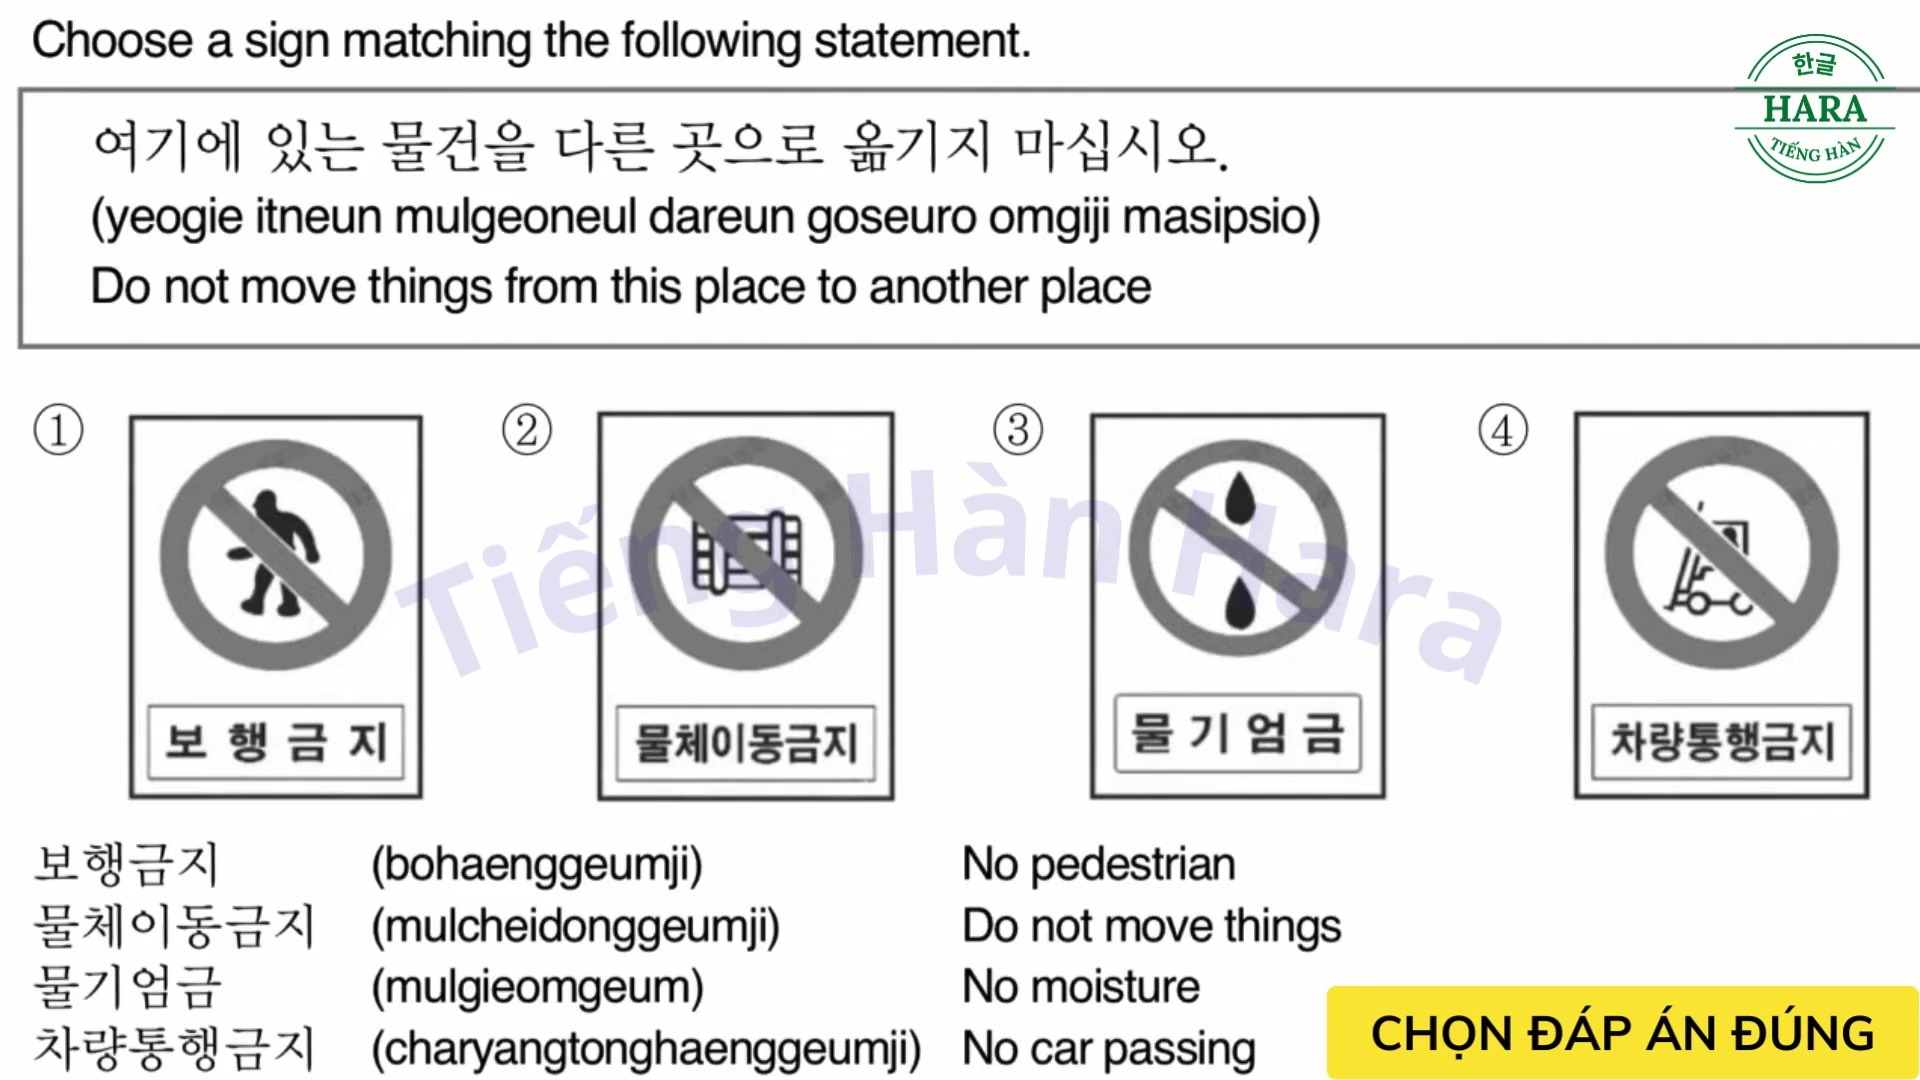 Choose a sign matching the following statement.
한글
HARA
TIẾNG HÀN
여기에 있는 물건을 다른 곳으로 옮기지 마십시오.
(yeogie itneun mulgeoneul dareun goseuro omgiji masipsio)
Do not move things from this place to another place
① ② ③ ④
Tiếng Hàn Hara
보행금지 물체이동금지 물기엄금 차량통행금지
보행금지 (bohaenggeumji) No pedestrian
물체이동금지 (mulcheidonggeumji) Do not move things
물기엄금 (mulgieomgeum) No moisture
차량통행금지 (charyangtonghaenggeumji) No car passing
CHỌN ĐÁP ÁN ĐÚNG